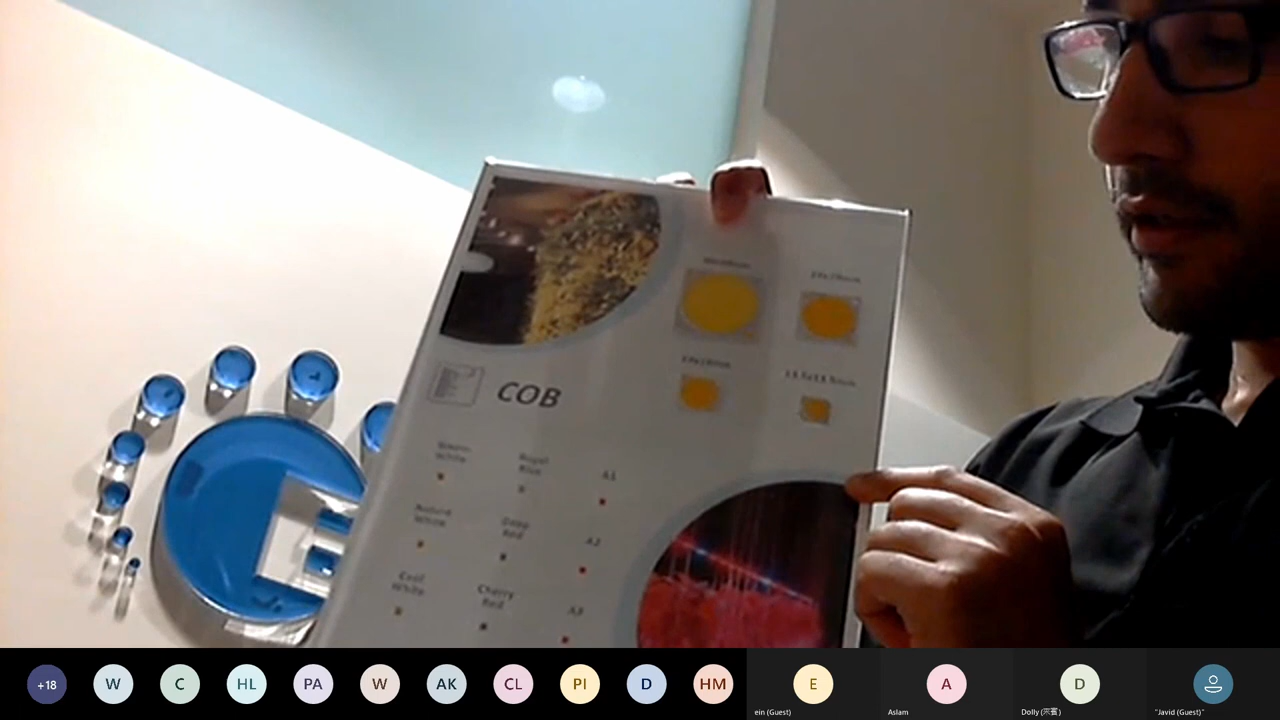 COB
Warm
White
Royal
Blue
A1
Natural
White
Deep
Red
A2
Cool
White
Cherry
Red
A3
+18
W
C
HL
PA
W
AK
CL
PI
D
HM
E
A
D
ein (Guest)
Aslam
"Javid (Guest)"